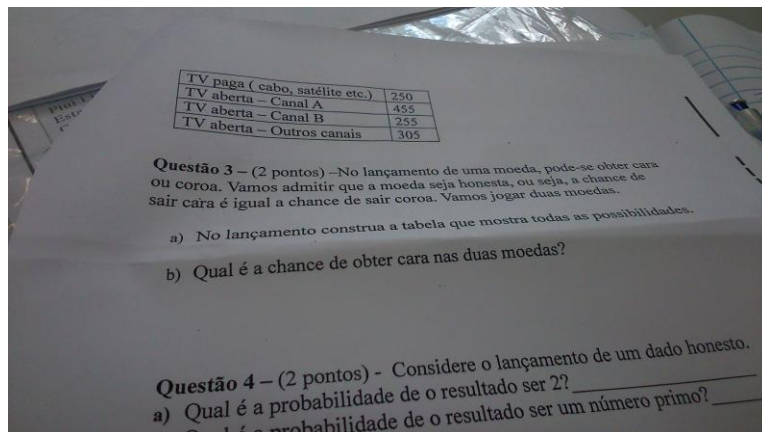 TV paga ( cabo, satélite etc.) 250
TV aberta – Canal A 455
TV aberta – Canal B 255
TV aberta – Outros canais 305
Questão 3 – (2 pontos) –No lançamento de uma moeda, pode-se obter cara
ou coroa. Vamos admitir que a moeda seja honesta, ou seja, a chance de
sair cara é igual a chance de sair coroa. Vamos jogar duas moedas.
a) No lançamento construa a tabela que mostra todas as possibilidades.
b) Qual é a chance de obter cara nas duas moedas?
Questão 4 – (2 pontos) - Considere o lançamento de um dado honesto.
a) Qual é a probabilidade de o resultado ser 2?
probabilidade de o resultado ser um número primo?